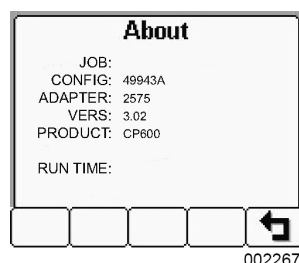 About
JOB:
CONFIG: 49943A
ADAPTER: 2575
VERS: 3.02
PRODUCT: CP600
RUN TIME:
002267